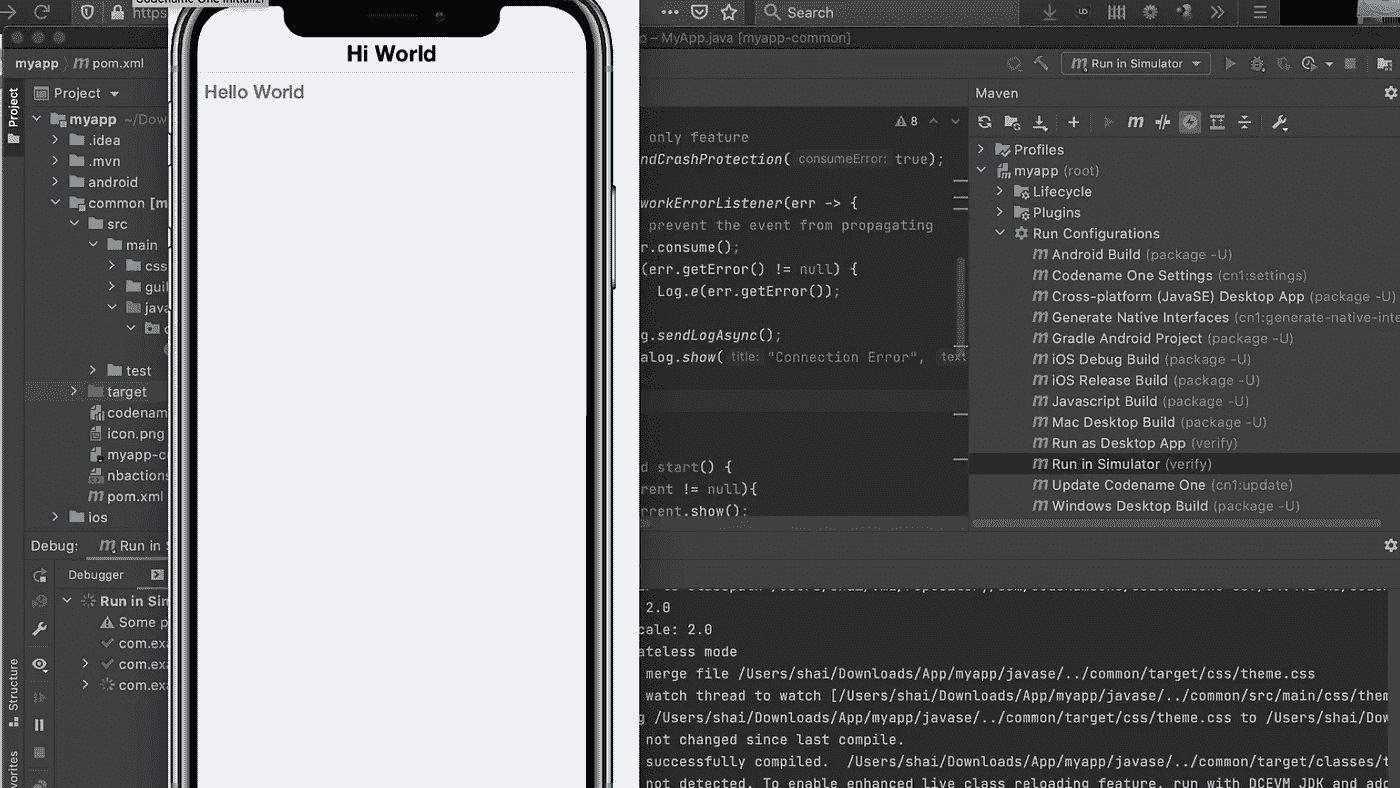 Codename One Initializr
https
Search
Hi World
Hello World
– MyApp.java [myapp-common]
myapp
pom.xml
Run in Simulator
Project
Project
myapp ~/Dow
.idea
.mvn
android
common [m
src
main
css
guil
java
test
target
codenam
icon.png
myapp-c
nbactions
pom.xml
ios
8
only feature
ndCrashProtection( consumeError: true);
workErrorListener(err -> {
prevent the event from propagating
r.consume();
(err.getError() != null) {
Log.e(err.getError());
g.sendLogAsync();
alog.show( title: "Connection Error", text
d start() {
rent != null){
rrent.show();
Maven
Profiles
myapp (root)
Lifecycle
Plugins
Run Configurations
Android Build (package -U)
Codename One Settings (cn1:settings)
Cross-platform (JavaSE) Desktop App (package -U)
Generate Native Interfaces (cn1:generate-native-inte
Gradle Android Project (package -U)
iOS Debug Build (package -U)
iOS Release Build (package -U)
Javascript Build (package -U)
Mac Desktop Build (package -U)
Run as Desktop App (verify)
Run in Simulator (verify)
Update Codename One (cn1:update)
Windows Desktop Build (package -U)
Debug:
Run in S
Debugger
Run in Sim
Some p
com.exa
com.exa
com.exa
Structure
vorites
2.0
cale: 2.0
ateless mode
merge file /Users/shai/Downloads/App/myapp/javase/../common/target/css/theme.css
watch thread to watch [/Users/shai/Downloads/App/myapp/javase/../common/src/main/css/them
g /Users/shai/Downloads/App/myapp/javase/../common/target/css/theme.css to /Users/shai/Dow
not changed since last compile.
successfully compiled. /Users/shai/Downloads/App/myapp/javase/../common/target/classes/t
not detected. To enable enhanced live class reloading feature, run with DCEVM JDK and add